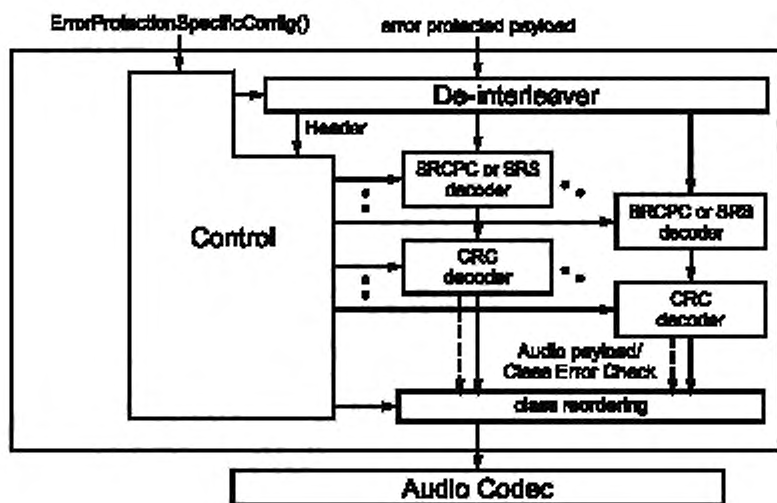 ErrorProtectionSpecificConfig()
error protected payload
De-interleaver
Header
SRCPC or SRS
decoder
SRCPC or SRS
decoder
Control
CRC
decoder
CRC
decoder
Audio payload/
Class Error Check
class reordering
Audio Codec